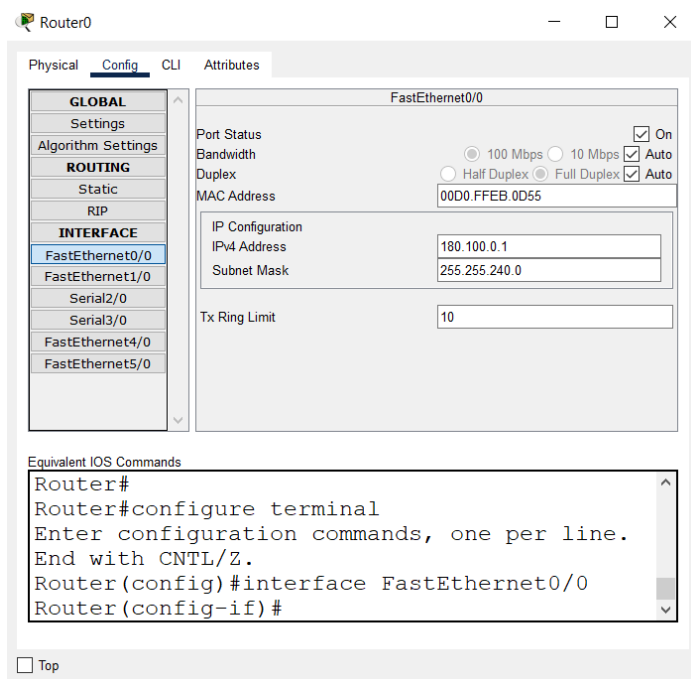 Router0
Physical Config CLI Attributes
GLOBAL
Settings
Algorithm Settings
ROUTING
Static
RIP
INTERFACE
FastEthernet0/0
FastEthernet1/0
Serial2/0
Serial3/0
FastEthernet4/0
FastEthernet5/0
FastEthernet0/0
Port Status On
Bandwidth 100 Mbps 10 Mbps Auto
Duplex Half Duplex Full Duplex Auto
MAC Address 00D0.FFEB.0D55
IP Configuration
IPv4 Address 180.100.0.1
Subnet Mask 255.255.240.0
Tx Ring Limit 10
Equivalent IOS Commands
Router#
Router#configure terminal
Enter configuration commands, one per line.
End with CNTL/Z.
Router(config)#interface FastEthernet0/0
Router(config-if)#
Top